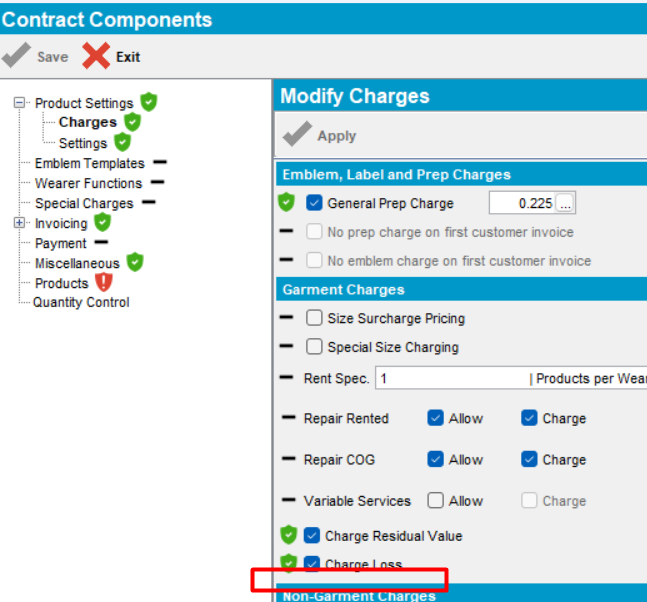 Contract Components
Save Exit
Product Settings
Charges
Settings
Emblem Templates
Wearer Functions
Special Charges
Invoicing
Payment
Miscellaneous
Products
Quantity Control
Modify Charges
Apply
Emblem, Label and Prep Charges
General Prep Charge 0.225 ...
No prep charge on first customer invoice
No emblem charge on first customer invoice
Garment Charges
Size Surcharge Pricing
Special Size Charging
Rent Spec. 1 | Products per Wear
Repair Rented Allow Charge
Repair COG Allow Charge
Variable Services Allow Charge
Charge Residual Value
Charge Loss
Non-Garment Charges